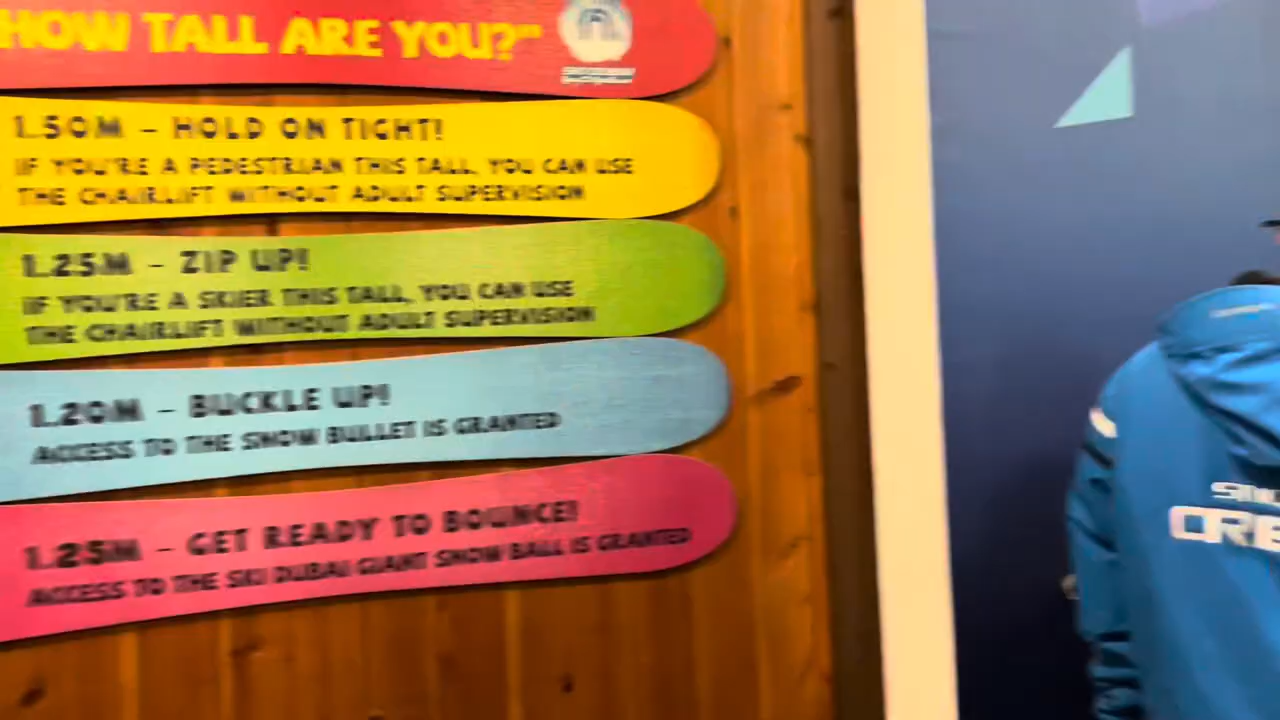 HOW TALL ARE YOU?"
1.50M - HOLD ON TIGHT!
IF YOU'RE A PEDESTRIAN THIS TALL, YOU CAN USE
THE CHAIRLIFT WITHOUT ADULT SUPERVISION
1.25M - ZIP UP!
IF YOU'RE A SKIER THIS TALL, YOU CAN USE
THE CHAIRLIFT WITHOUT ADULT SUPERVISION
1.20M - BUCKLE UP!
ACCESS TO THE SNOW BULLET IS GRANTED
1.25M - GET READY TO BOUNCE!
ACCESS TO THE SKI DUBAI GIANT SNOW BALL IS GRANTED